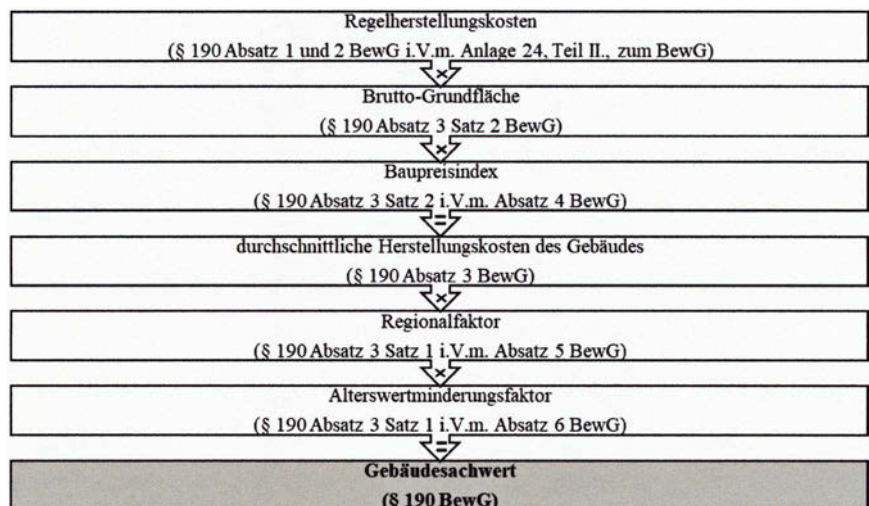 Regelherstellungskosten
(§ 190 Absatz 1 und 2 BewG i.V.m. Anlage 24, Teil II., zum BewG)
×
Brutto-Grundfläche
(§ 190 Absatz 3 Satz 2 BewG)
×
Baupreisindex
(§ 190 Absatz 3 Satz 2 i.V.m. Absatz 4 BewG)
=
durchschnittliche Herstellungskosten des Gebäudes
(§ 190 Absatz 3 BewG)
×
Regionalfaktor
(§ 190 Absatz 3 Satz 1 i.V.m. Absatz 5 BewG)
×
Alterswertminderungsfaktor
(§ 190 Absatz 3 Satz 1 i.V.m. Absatz 6 BewG)
=
Gebäudesachwert
(§ 190 BewG)